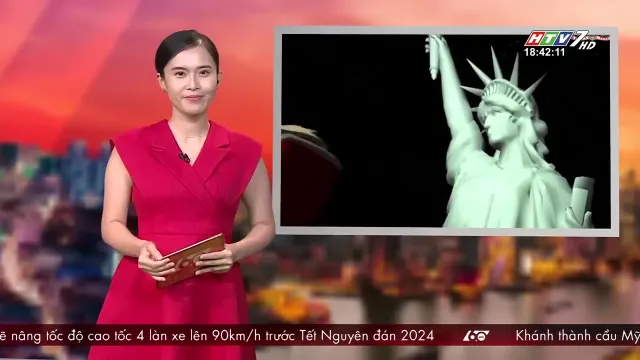 HTV7 HD
18:42:11
ẽ nâng tốc độ cao tốc 4 làn xe lên 90km/h trước Tết Nguyên đán 2024 60 Khánh thành cầu Mỹ